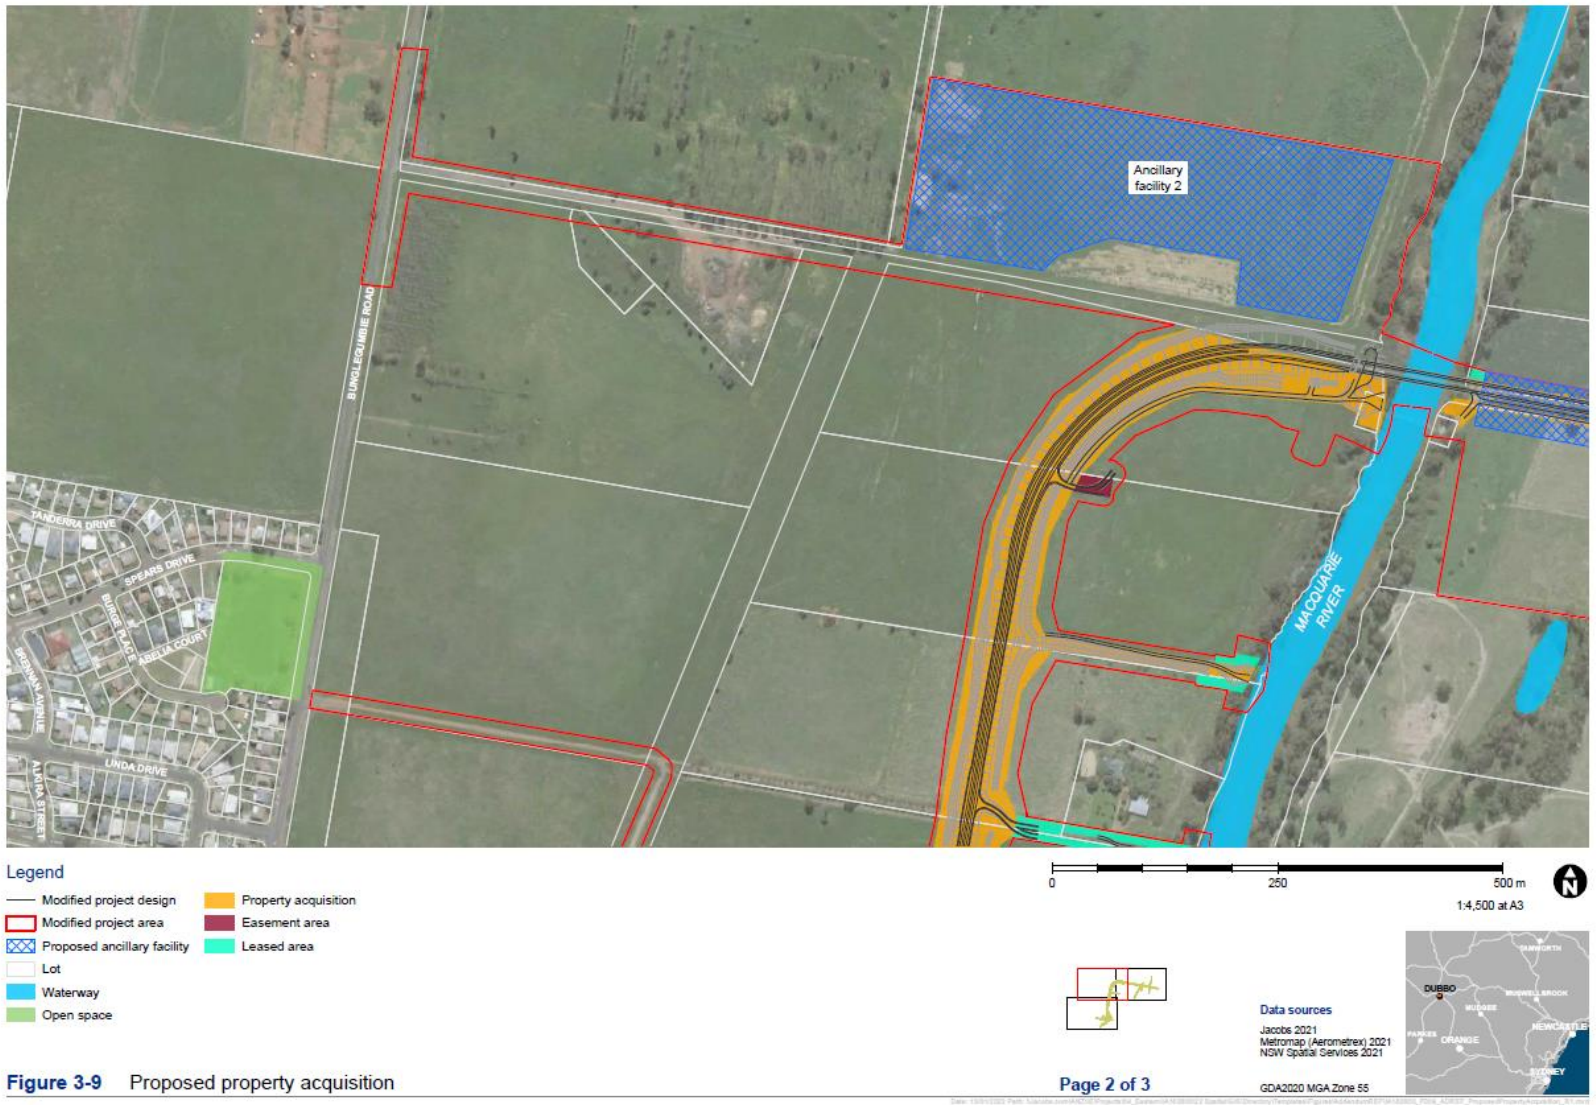 Ancillary
facility 2
BUNGLEGUMBIE ROAD
TANDERRA DRIVE
SPEARS DRIVE
BURGE PLACE
ABELIA COURT
BRENNAN AVENUE
LINDA DRIVE
ALKIRA STREET
MACQUARIE
RIVER
Legend
Modified project design
Modified project area
Proposed ancillary facility
Lot
Waterway
Open space
Property acquisition
Easement area
Leased area
0 250 500 m
1:4,500 at A3
N
TAMWORTH
DUBBO
MUSWELLBROOK
MUDGEE
NEWCASTLE
PARKES
ORANGE
SYDNEY
Data sources
Jacobs 2021
Metromap (Aerometrex) 2021
NSW Spatial Services 2021
GDA2020 MGA Zone 55
Figure 3-9 Proposed property acquisition
Page 2 of 3